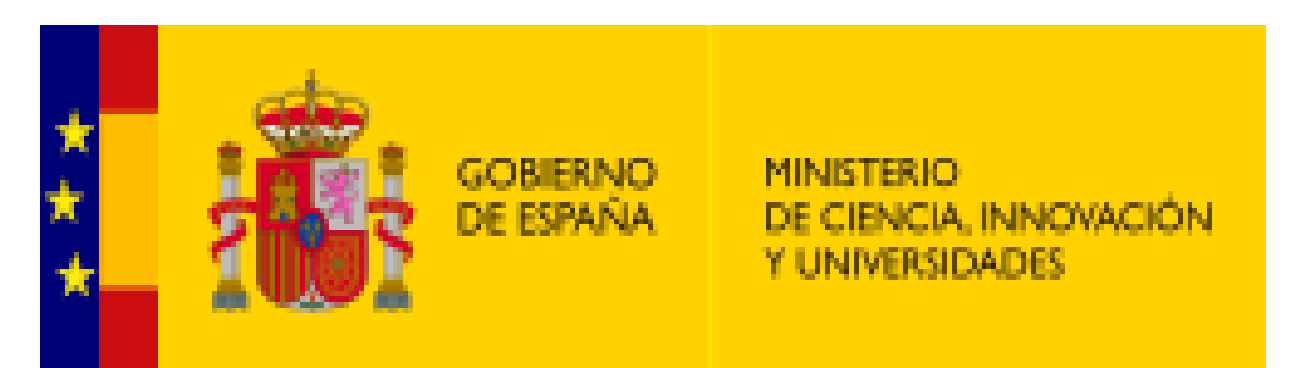 GOBIERNO
DE ESPAÑA
MINISTERIO
DE CIENCIA, INNOVACIÓN
Y UNIVERSIDADES